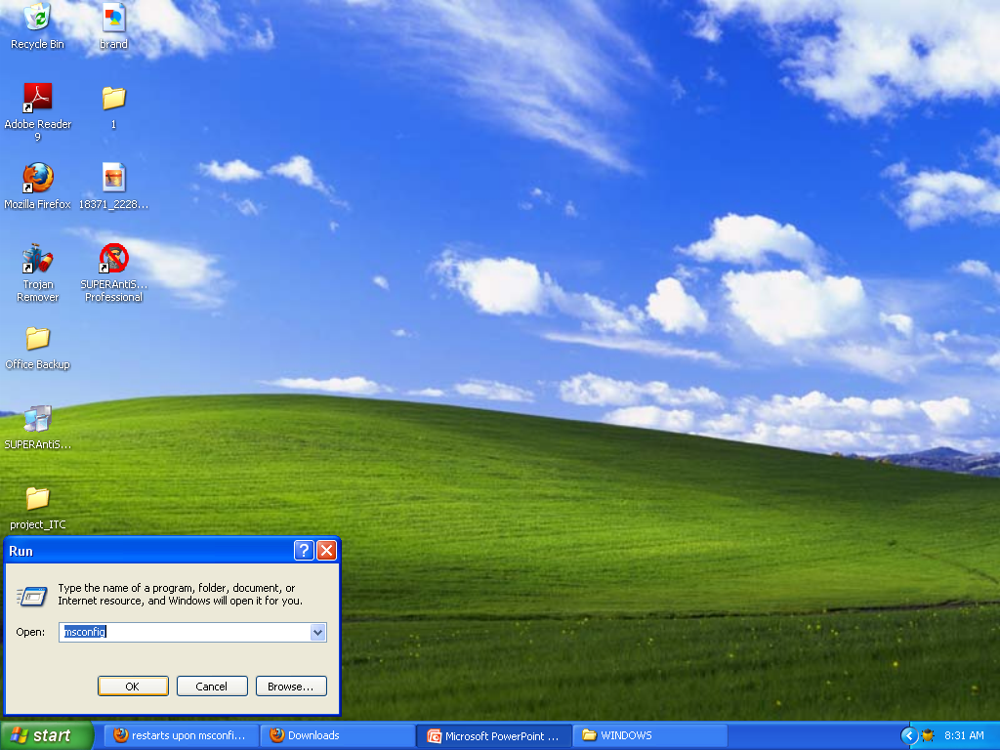 Recycle Bin
brand
Adobe Reader
9
1
Mozilla Firefox
18371_2228...
Trojan
Remover
SUPERAntiS...
Professional
Office Backup
SUPERAntiS...
project_ITC
Run
Type the name of a program, folder, document, or
Internet resource, and Windows will open it for you.
Open:
msconfig
OK
Cancel
Browse...
start
restarts upon msconfi...
Downloads
Microsoft PowerPoint ...
WINDOWS
8:31 AM